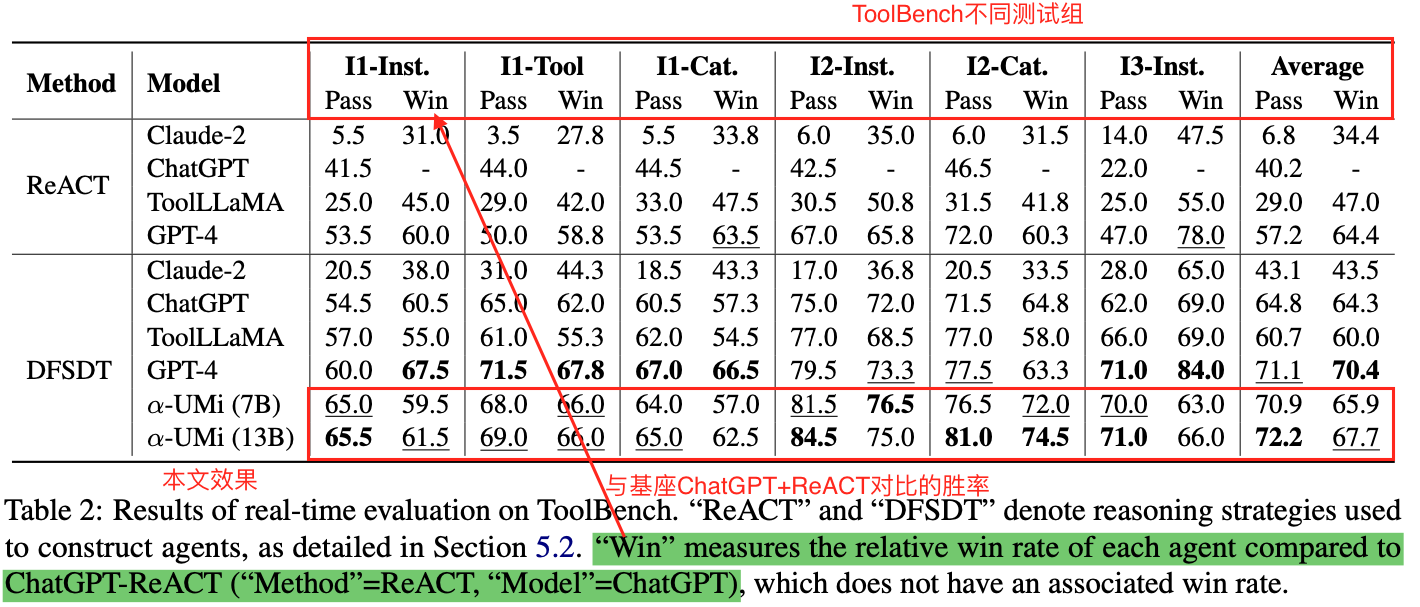 ToolBench不同测试组
Method Model I1-Inst. I1-Tool I1-Cat. I2-Inst. I2-Cat. I3-Inst. Average
Pass Win Pass Win Pass Win Pass Win Pass Win Pass Win Pass Win
ReACT
Claude-2 5.5 31.0 3.5 27.8 5.5 33.8 6.0 35.0 6.0 31.5 14.0 47.5 6.8 34.4
ChatGPT 41.5 - 44.0 - 44.5 - 42.5 - 46.5 - 22.0 - 40.2 -
ToolLLaMA 25.0 45.0 29.0 42.0 33.0 47.5 30.5 50.8 31.5 41.8 25.0 55.0 29.0 47.0
GPT-4 53.5 60.0 50.0 58.8 53.5 63.5 67.0 65.8 72.0 60.3 47.0 78.0 57.2 64.4
DFSDT
Claude-2 20.5 38.0 31.0 44.3 18.5 43.3 17.0 36.8 20.5 33.5 28.0 65.0 43.1 43.5
ChatGPT 54.5 60.5 65.0 62.0 60.5 57.3 75.0 72.0 71.5 64.8 62.0 69.0 64.8 64.3
ToolLLaMA 57.0 55.0 61.0 55.3 62.0 54.5 77.0 68.5 77.0 58.0 66.0 69.0 60.7 60.0
GPT-4 60.0 67.5 71.5 67.8 67.0 66.5 79.5 73.3 77.5 63.3 71.0 84.0 71.1 70.4
α-UMi (7B) 65.0 59.5 68.0 66.0 64.0 57.0 81.5 76.5 76.5 72.0 70.0 63.0 70.9 65.9
α-UMi (13B) 65.5 61.5 69.0 66.0 65.0 62.5 84.5 75.0 81.0 74.5 71.0 66.0 72.2 67.7
本文效果
与基座ChatGPT+ReACT对比的胜率
Table 2: Results of real-time evaluation on ToolBench. “ReACT” and “DFSDT” denote reasoning strategies used
to construct agents, as detailed in Section 5.2. “Win” measures the relative win rate of each agent compared to
ChatGPT-ReACT (“Method”=ReACT, “Model”=ChatGPT), which does not have an associated win rate.